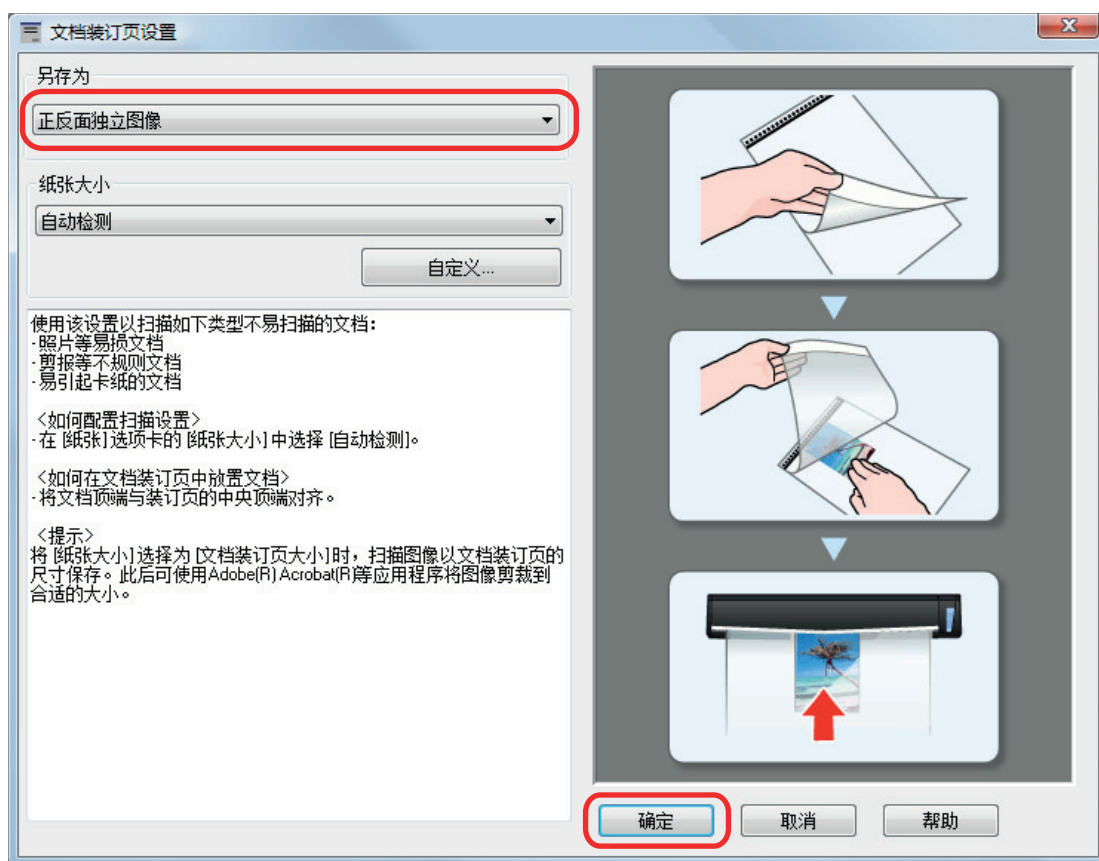 文档装订页设置
另存为
正反面独立图像
纸张大小
自动检测
自定义...
使用该设置以扫描如下类型不易扫描的文档：
·照片等易损文档
·剪报等不规则文档
·易引起卡纸的文档
〈如何配置扫描设置〉
·在 [纸张] 选项卡的 [纸张大小] 中选择 [自动检测]。
〈如何在文档装订页中放置文档〉
·将文档顶端与装订页的中央顶端对齐。
〈提示〉
将 [纸张大小] 选择为 [文档装订页大小] 时，扫描图像以文档装订页的
尺寸保存。此后可使用Adobe(R) Acrobat(R)等应用程序将图像剪裁到
合适的大小。
确定
取消
帮助